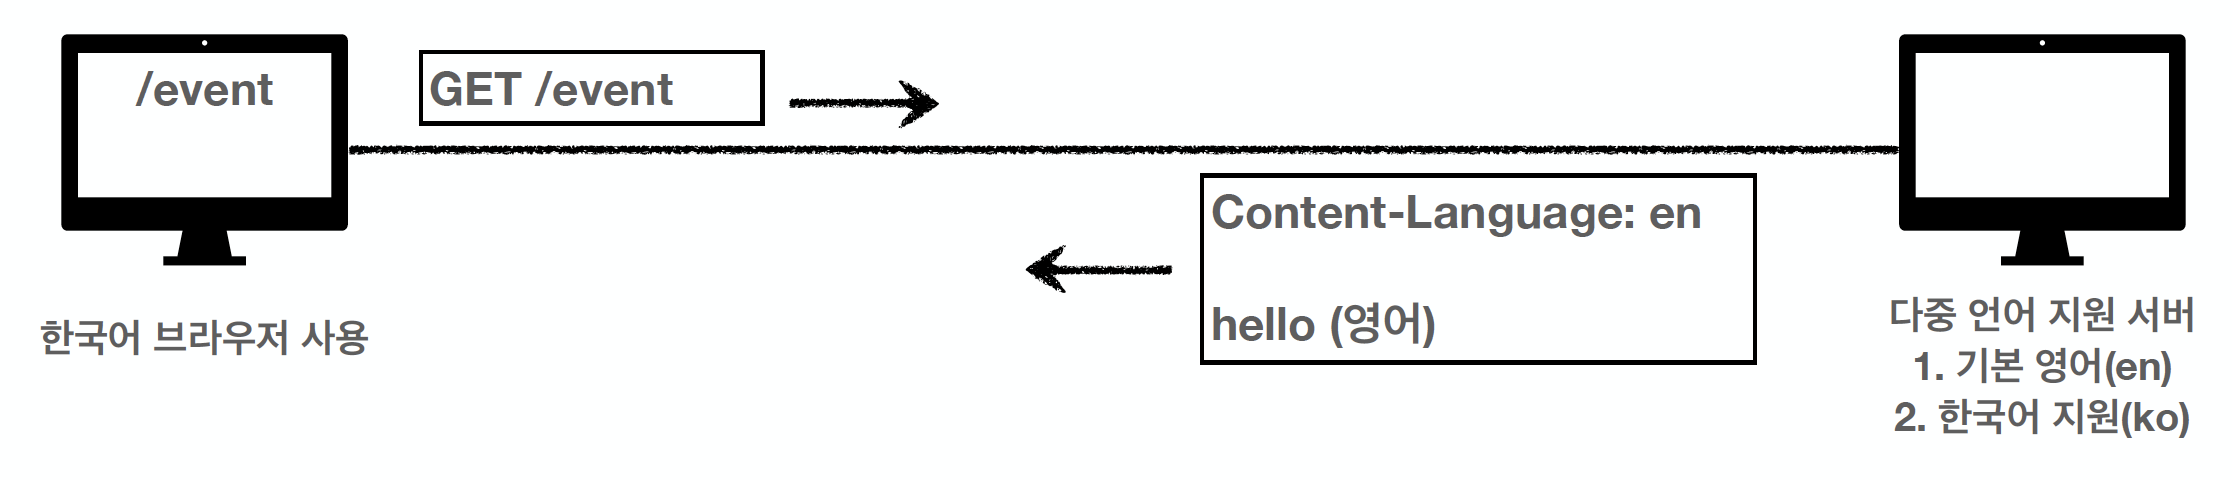 /event
GET /event
Content-Language: en
hello (영어)
한국어 브라우저 사용
다중 언어 지원 서버
1. 기본 영어(en)
2. 한국어 지원(ko)